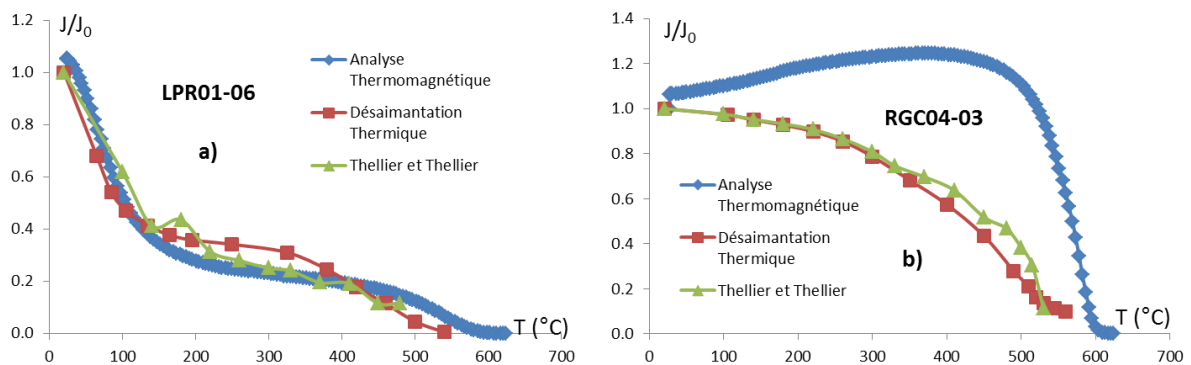 J/J0
1.2
1.0
0.8
0.6
0.4
0.2
0.0
0 100 200 300 400 500 600 700
T (°C)
LPR01-06
a)
Analyse
Thermomagnétique
Désaimantation
Thermique
Thellier et Thellier
J/J0
1.4
1.2
1.0
0.8
0.6
0.4
0.2
0.0
0 100 200 300 400 500 600 700
T (°C)
RGC04-03
b)
Analyse
Thermomagnétique
Désaimantation
Thermique
Thellier et Thellier